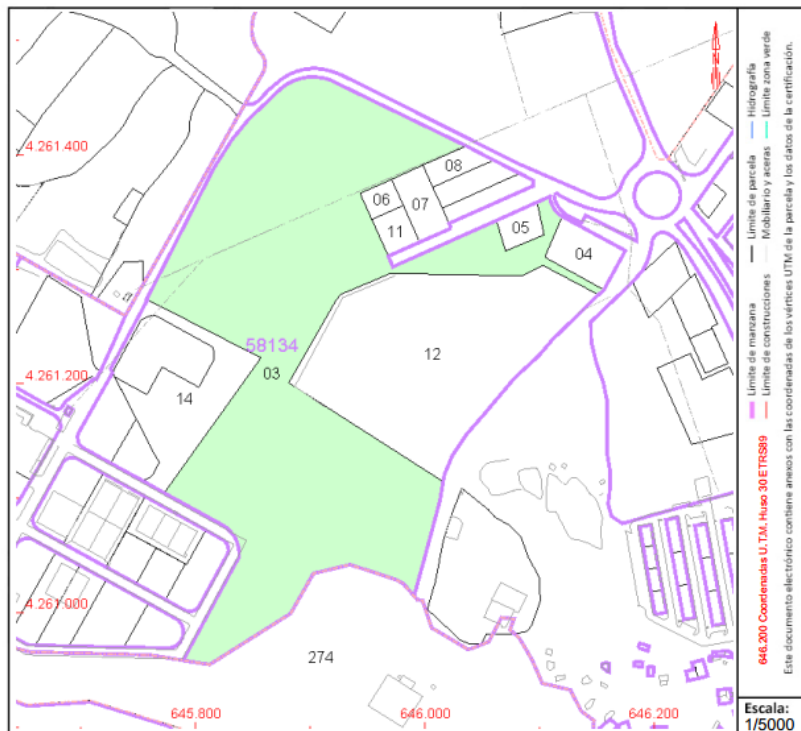 4.261.400
08
06
07
11
05
04
58134
03
12
4.261.200
14
4.261.000
274
645.800
646.000
646.200
Límite de manzana
Límite de parcela
Hidrografía
Límite de construcciones
Mobiliario y aceras
Límite zona verde
646.200 Coordenadas U.T.M. Huso 30 ETRS89
Este documento electrónico contiene anexos con las coordenadas de los vértices UTM de la parcela y los datos de la certificación.
Escala:
1/5000